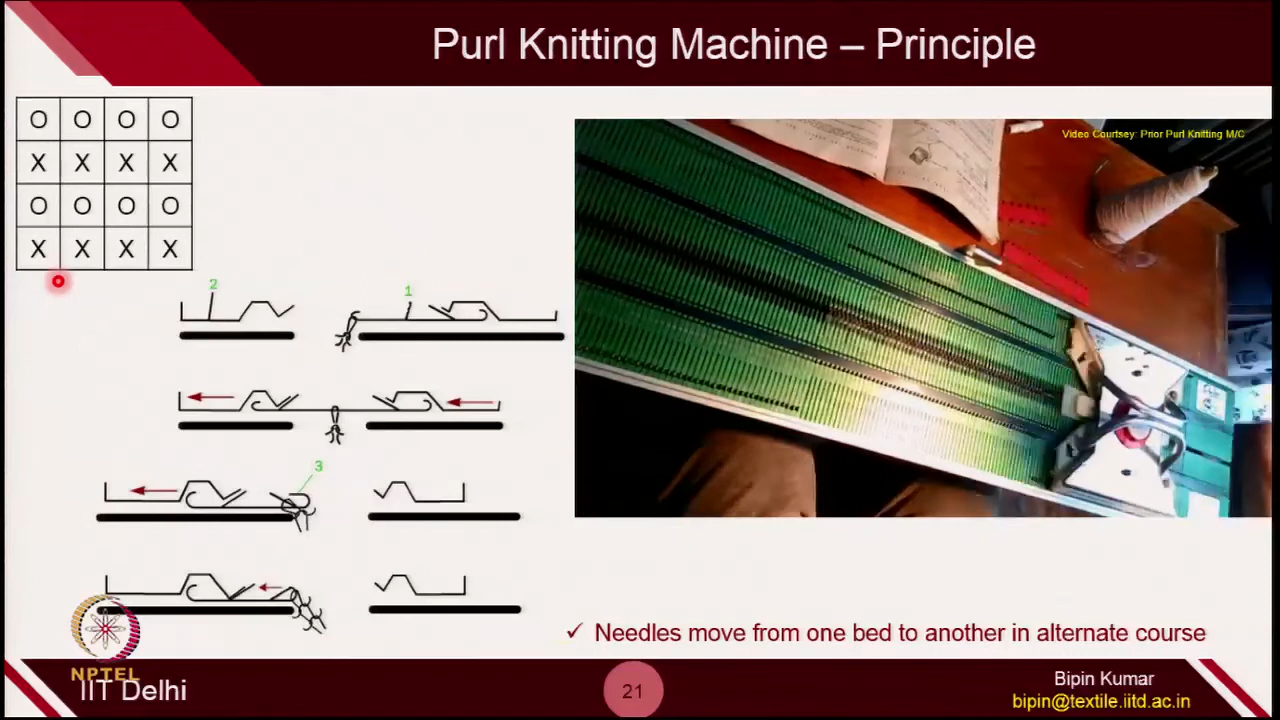 Purl Knitting Machine – Principle
O O O O
X X X X
O O O O
X X X X
Video Courtsey: Prior Purl Knitting M/C
2
1
3
✓ Needles move from one bed to another in alternate course
NPTEL
IIT Delhi
21
Bipin Kumar
bipin@textile.iitd.ac.in